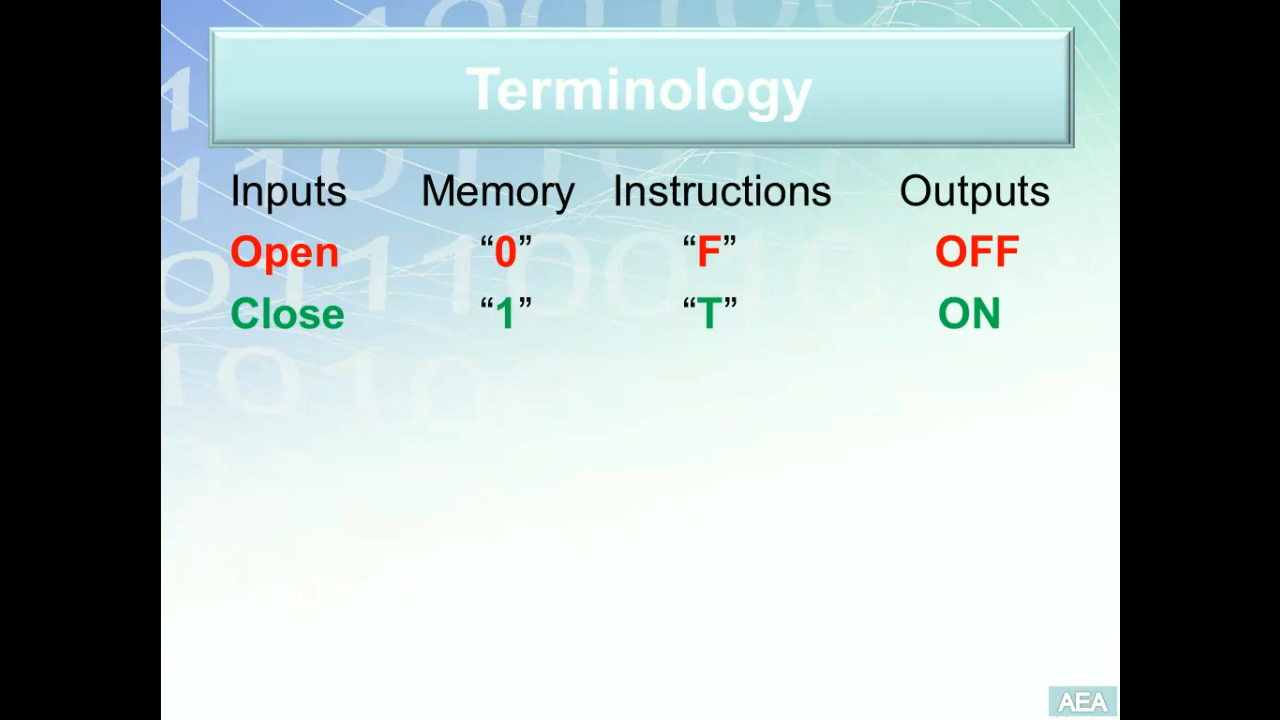 Terminology
Inputs Memory Instructions Outputs
Open “0” “F” OFF
Close “1” “T” ON
AEA